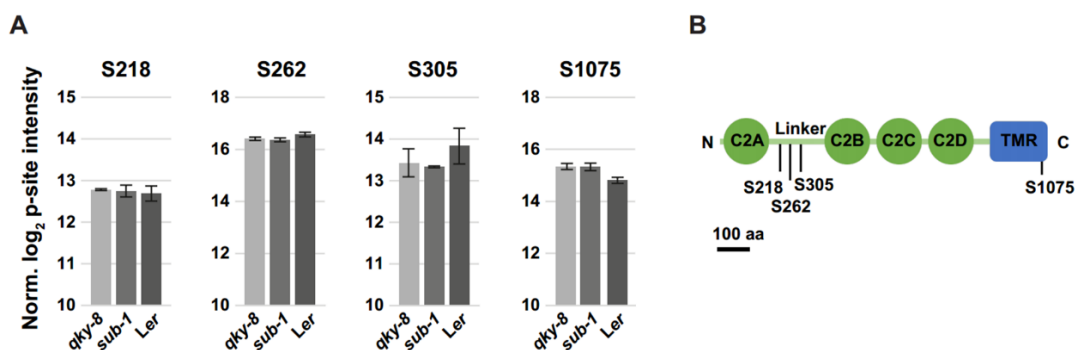 A
B
Norm. log2 p-site intensity
S218
15
14
13
12
11
10
qky-8
sub-1
Ler
S262
18
16
14
12
10
qky-8
sub-1
Ler
S305
15
14
13
12
11
10
qky-8
sub-1
Ler
S1075
18
16
14
12
10
qky-8
sub-1
Ler
N
C2A
Linker
C2B
C2C
C2D
TMR
C
S218
S262
S305
S1075
100 aa